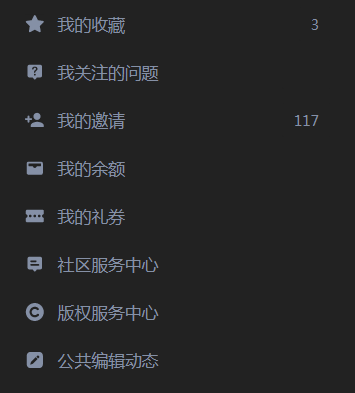 我的收藏 3
我关注的问题
我的邀请 117
我的余额
我的礼券
社区服务中心
版权服务中心
公共编辑动态